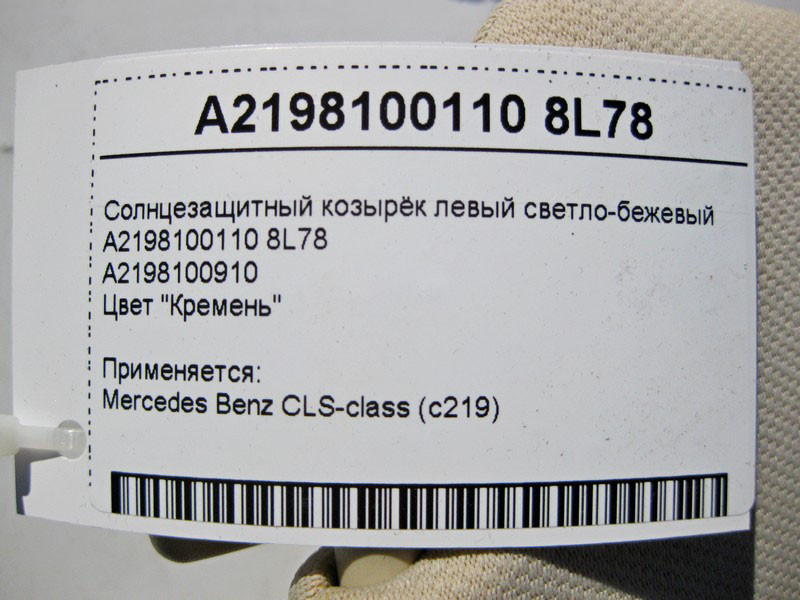 A2198100110 8L78
Солнцезащитный козырёк левый светло-бежевый
A2198100110 8L78
A2198100910
Цвет "Кремень"
Применяется:
Mercedes Benz CLS-class (c219)